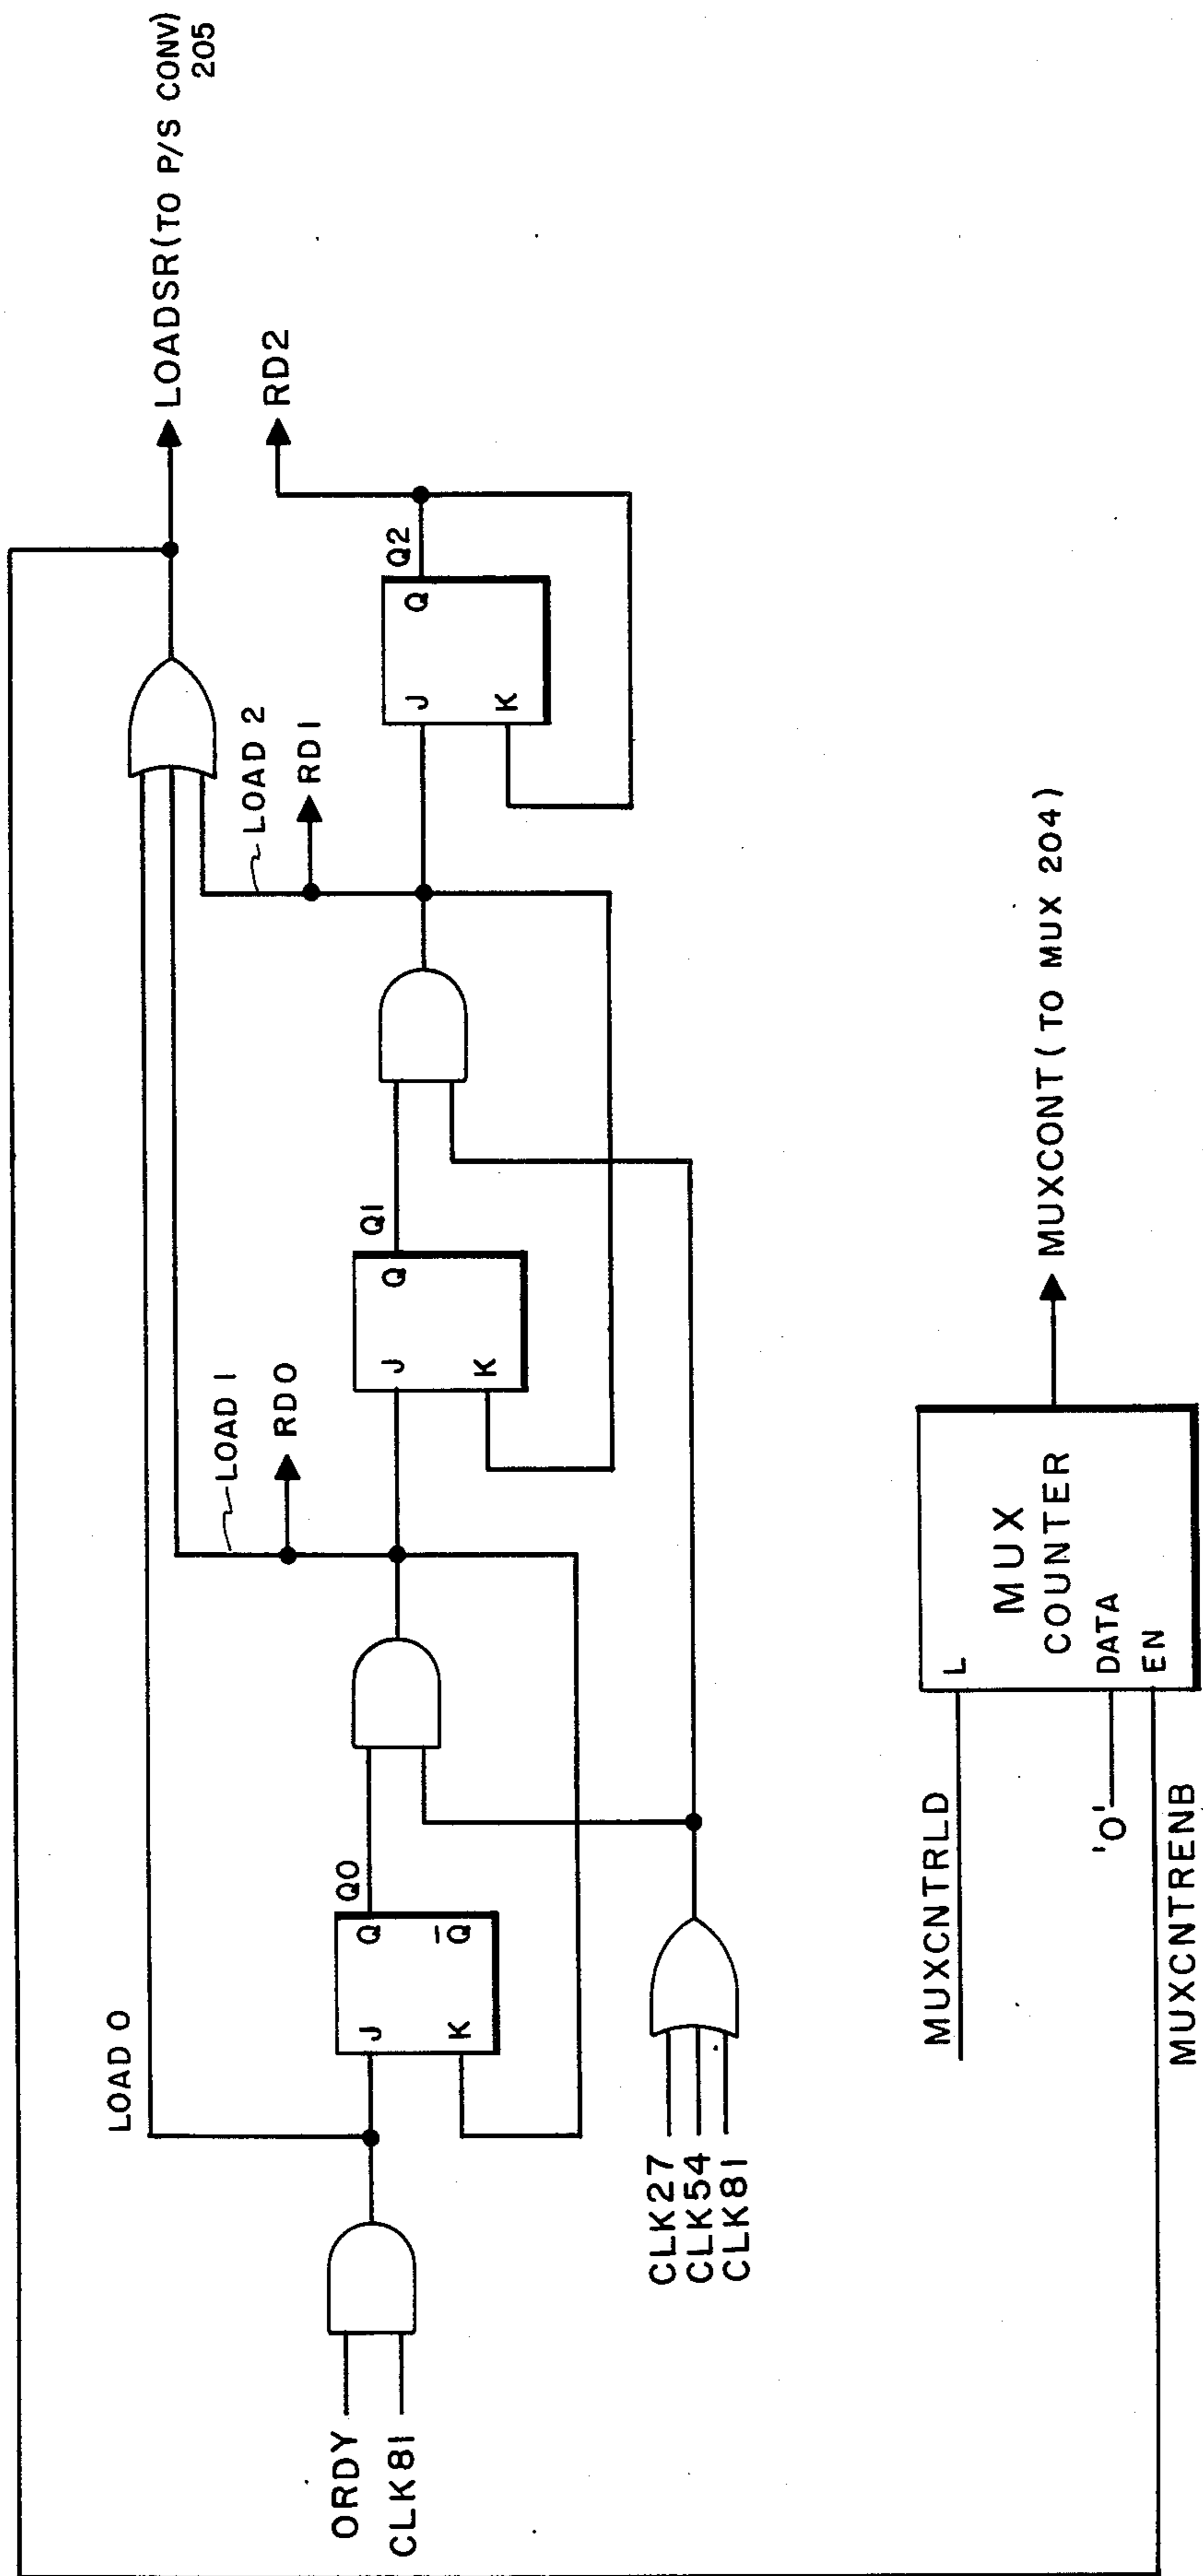 LOADSR(TO P/S CONV)
205
RD2
LOAD 2
RD1
Q2
J
Q
K
LOAD 1
RD0
Q1
J
Q
K
LOAD 0
Q0
J
Q
K
Q̄
ORDY
CLK81
CLK27
CLK54
CLK81
MUXCNTRLD
L
MUX
COUNTER
'0'
DATA
EN
MUXCNTRENB
MUXCONT(TO MUX 204)